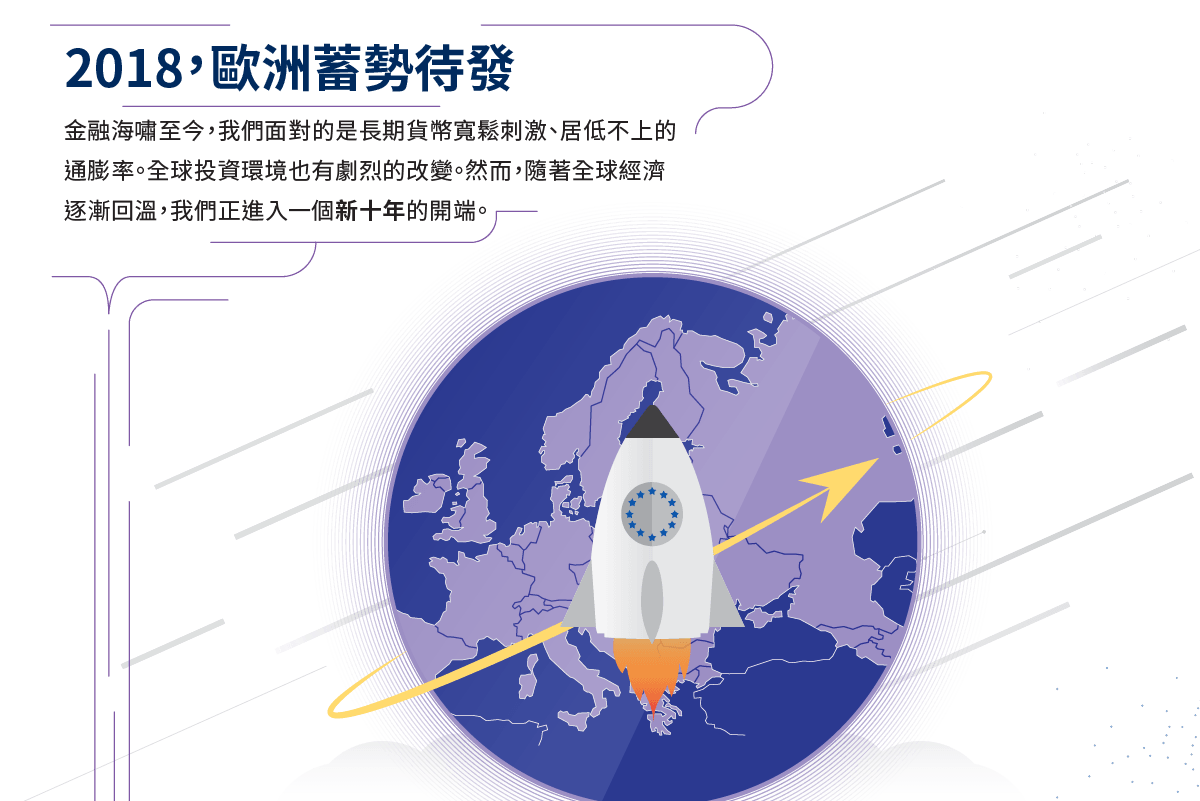 2018，歐洲蓄勢待發
金融海嘯至今，我們面對的是長期貨幣寬鬆刺激、居低不上的
通膨率。全球投資環境也有劇烈的改變。然而，隨著全球經濟
逐漸回溫，我們正進入一個新十年的開端。